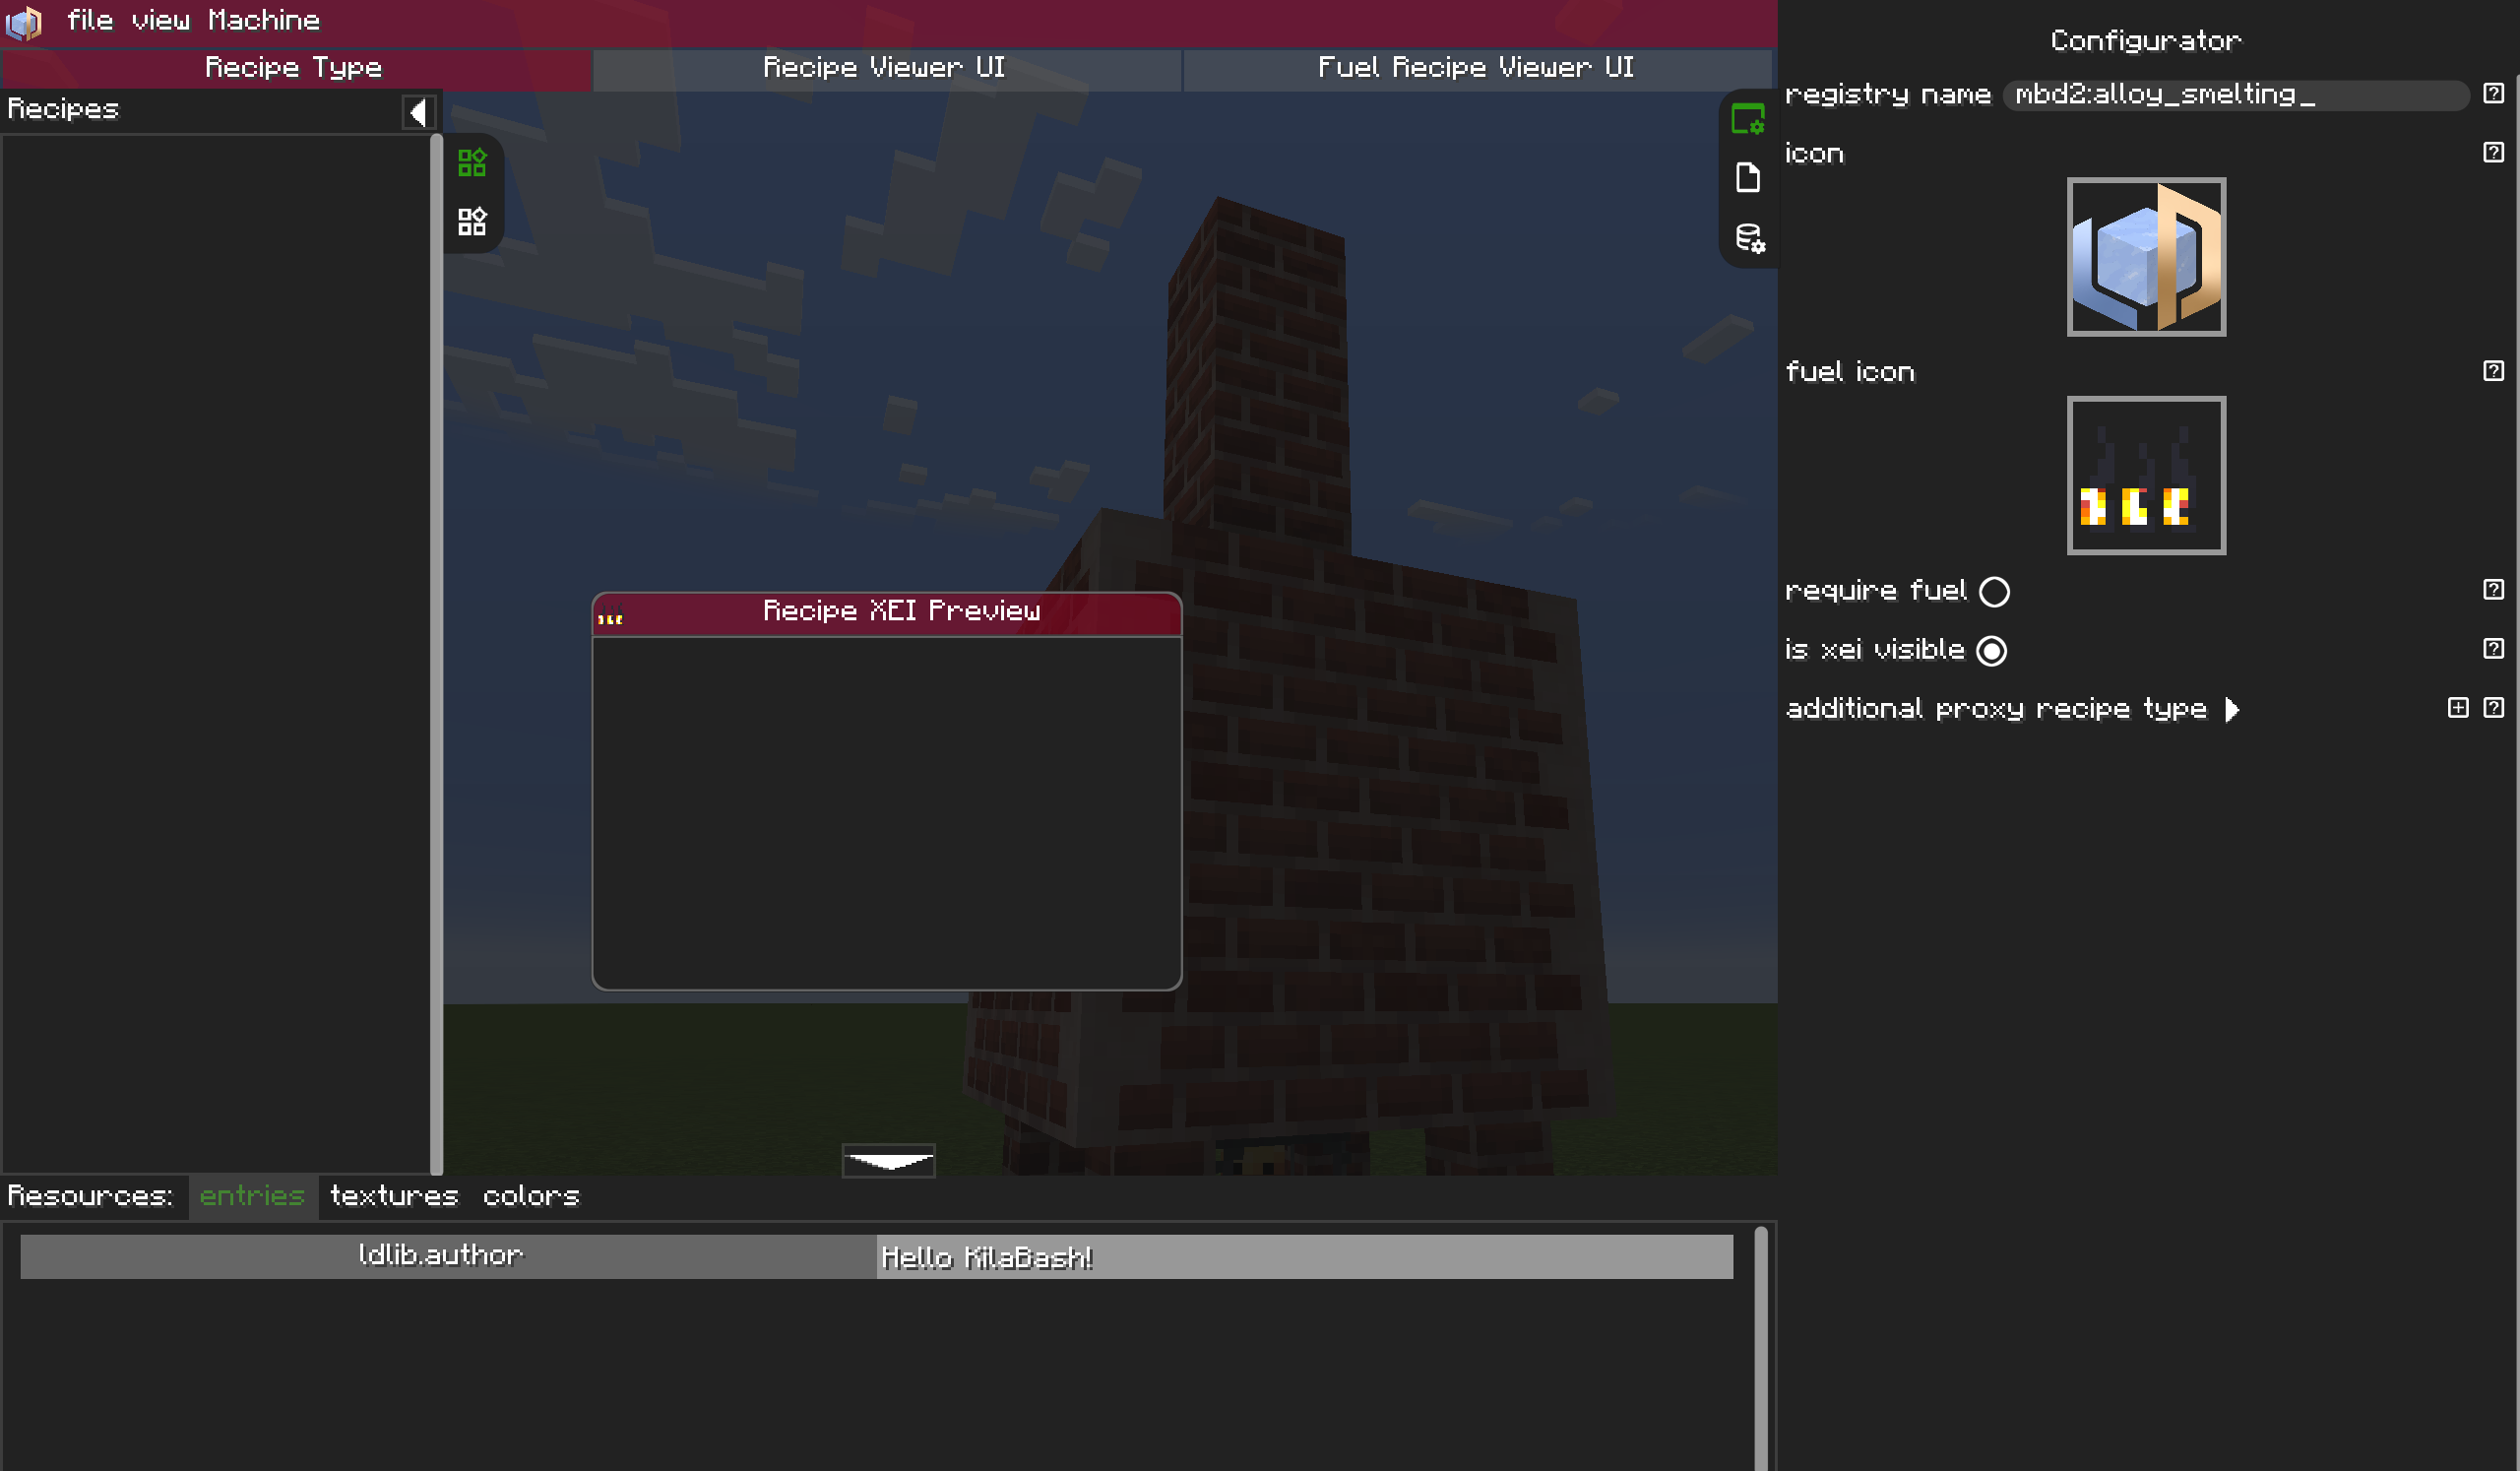 file view Machine
Recipe Type
Recipe Viewer UI
Fuel Recipe Viewer UI
Recipes
Recipe XEI Preview
Resources: entries textures colors
ldlib.author
Hello KilaBash!
Configurator
registry name mbd2:alloy_smelting_
icon
fuel icon
require fuel
is xei visible
additional proxy recipe type